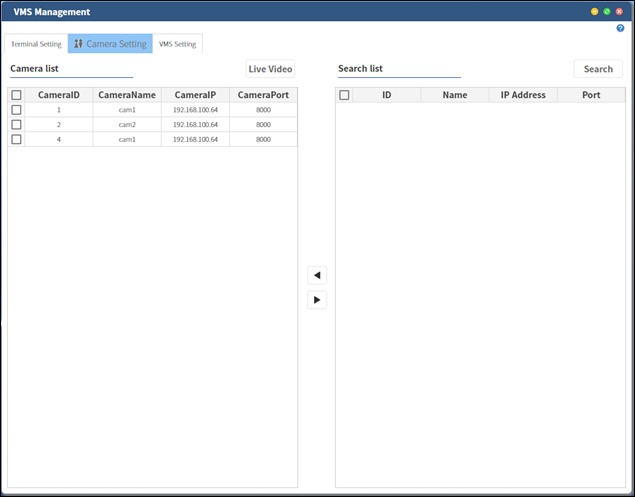 VMS Management
?
Terminal Setting Camera Setting VMS Setting
Camera list Live Video Search list Search
CameraID CameraName CameraIP CameraPort ID Name IP Address Port
1 cam1 192.168.100.64 8000
2 cam2 192.168.100.64 8000
4 cam1 192.168.100.64 8000